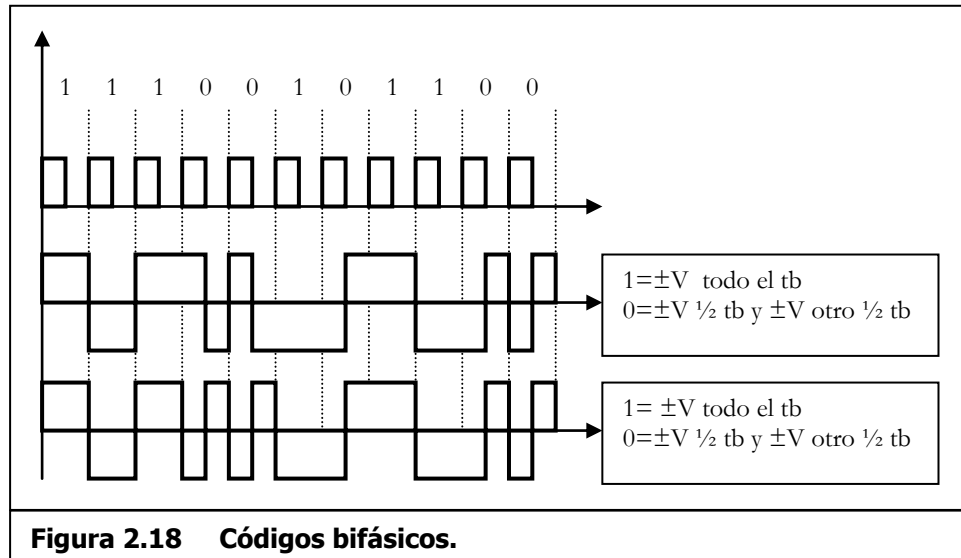 1 1 1 0 0 1 0 1 1 0 0
1=±V todo el tb
0=±V ½ tb y ±V otro ½ tb
1= ±V todo el tb
0=±V ½ tb y ±V otro ½ tb
Figura 2.18 Códigos bifásicos.